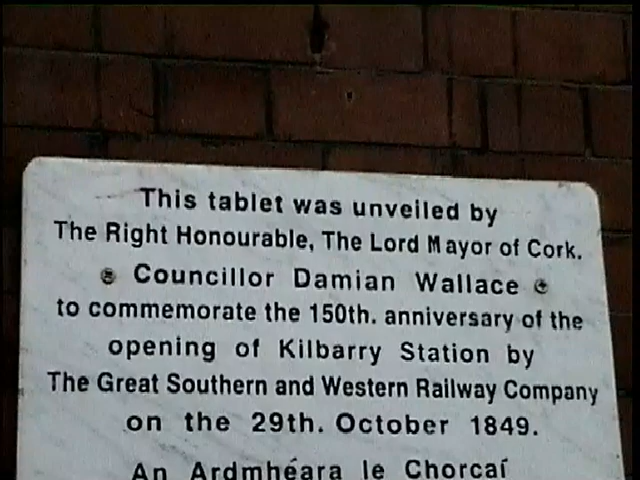 This tablet was unveiled by
The Right Honourable, The Lord Mayor of Cork.
Councillor Damian Wallace
to commemorate the 150th. anniversary of the
opening of Kilbarry Station by
The Great Southern and Western Railway Company
on the 29th. October 1849.
An Ardmhéara le Chorcaí